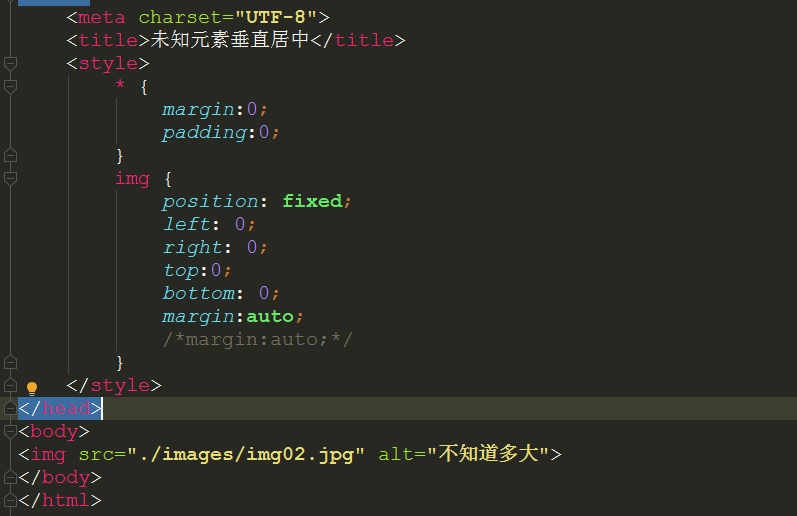 <meta charset="UTF-8">
<title>未知元素垂直居中</title>
<style>
* {
margin:0;
padding:0;
}
img {
position: fixed;
left: 0;
right: 0;
top:0;
bottom: 0;
margin:auto;
/*margin:auto;*/
}
</style>
</head>
<body>
<img src="./images/img02.jpg" alt="不知道多大">
</body>
</html>